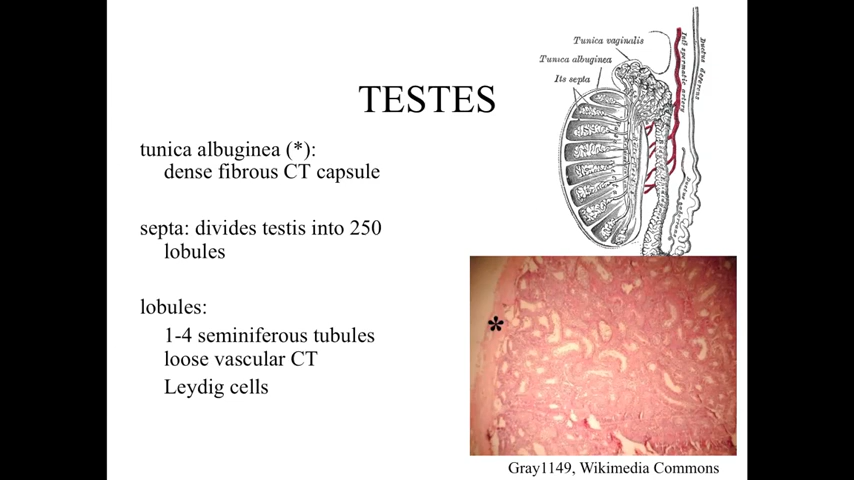 TESTES
tunica albuginea (*):
dense fibrous CT capsule
septa: divides testis into 250
lobules
lobules:
1-4 seminiferous tubules
loose vascular CT
Leydig cells
Tunica vaginalis
Tunica albuginea
Its septa
Ductus deferens
*
Gray1149, Wikimedia Commons